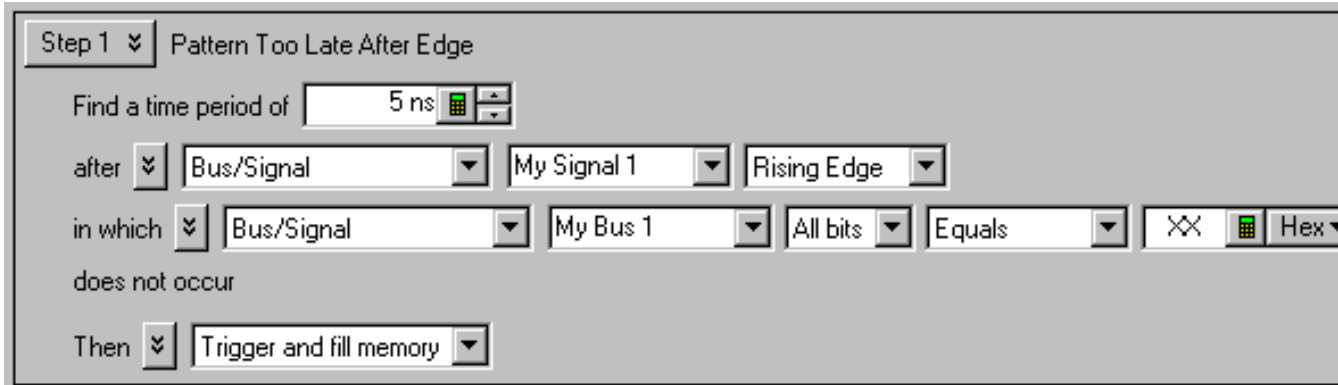 Step 1 Pattern Too Late After Edge
Find a time period of 5 ns
after Bus/Signal My Signal 1 Rising Edge
in which Bus/Signal My Bus 1 All bits Equals XX Hex
does not occur
Then Trigger and fill memory